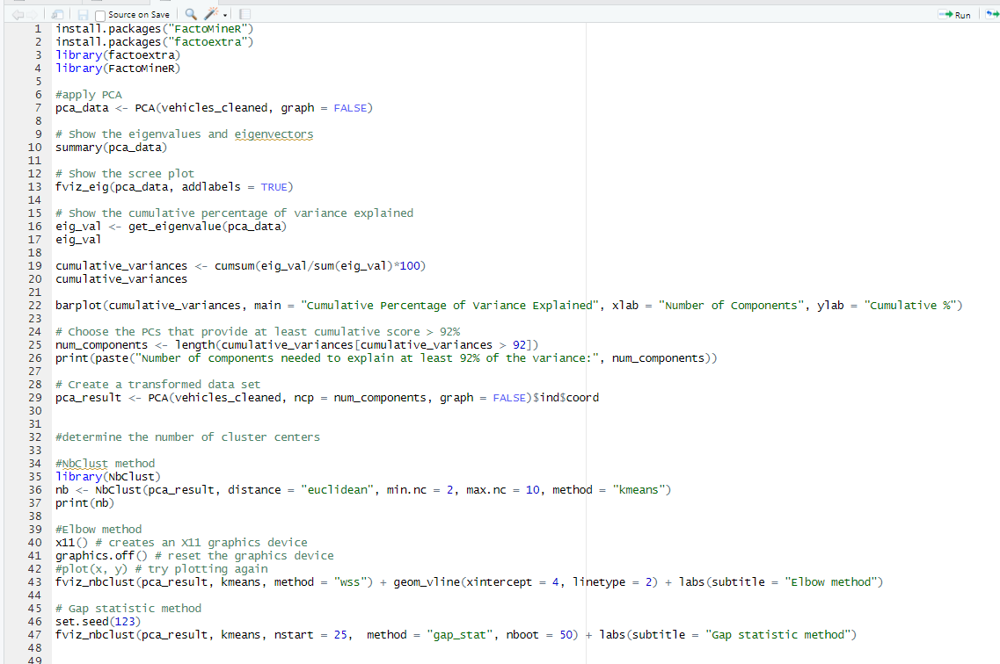 Source on Save
Run
1 install.packages("FactoMineR")
2 install.packages("factoextra")
3 library(factoextra)
4 library(FactoMineR)
5
6 #apply PCA
7 pca_data <- PCA(vehicles_cleaned, graph = FALSE)
8
9 # Show the eigenvalues and eigenvectors
10 summary(pca_data)
11
12 # Show the scree plot
13 fviz_eig(pca_data, addlabels = TRUE)
14
15 # Show the cumulative percentage of variance explained
16 eig_val <- get_eigenvalue(pca_data)
17 eig_val
18
19 cumulative_variances <- cumsum(eig_val/sum(eig_val)*100)
20 cumulative_variances
21
22 barplot(cumulative_variances, main = "Cumulative Percentage of Variance Explained", xlab = "Number of Components", ylab = "Cumulative %")
23
24 # Choose the PCs that provide at least cumulative score > 92%
25 num_components <- length(cumulative_variances[cumulative_variances > 92])
26 print(paste("Number of components needed to explain at least 92% of the variance:", num_components))
27
28 # Create a transformed data set
29 pca_result <- PCA(vehicles_cleaned, ncp = num_components, graph = FALSE)$ind$coord
30
31
32 #determine the number of cluster centers
33
34 #NbClust method
35 library(NbClust)
36 nb <- NbClust(pca_result, distance = "euclidean", min.nc = 2, max.nc = 10, method = "kmeans")
37 print(nb)
38
39 #Elbow method
40 x11() # creates an X11 graphics device
41 graphics.off() # reset the graphics device
42 #plot(x, y) # try plotting again
43 fviz_nbclust(pca_result, kmeans, method = "wss") + geom_vline(xintercept = 4, linetype = 2) + labs(subtitle = "Elbow method")
44
45 # Gap statistic method
46 set.seed(123)
47 fviz_nbclust(pca_result, kmeans, nstart = 25,  method = "gap_stat", nboot = 50) + labs(subtitle = "Gap statistic method")
48
49